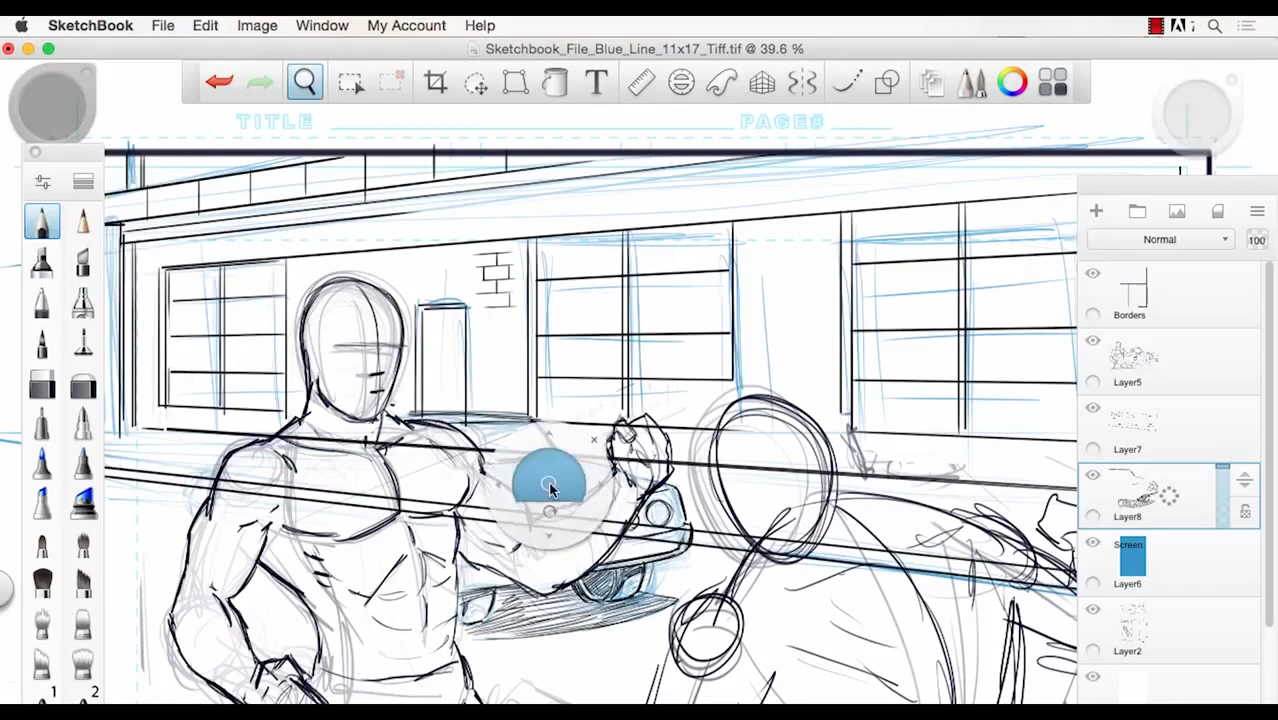 SketchBook File Edit Image Window My Account Help
Sketchbook_File_Blue_Line_11x17_Tiff.tif @ 39.6 %
T
TITLE PAGE#
Normal 100
Borders
Layer5
Layer7
Layer8
Screen
Layer6
Layer2
1 2